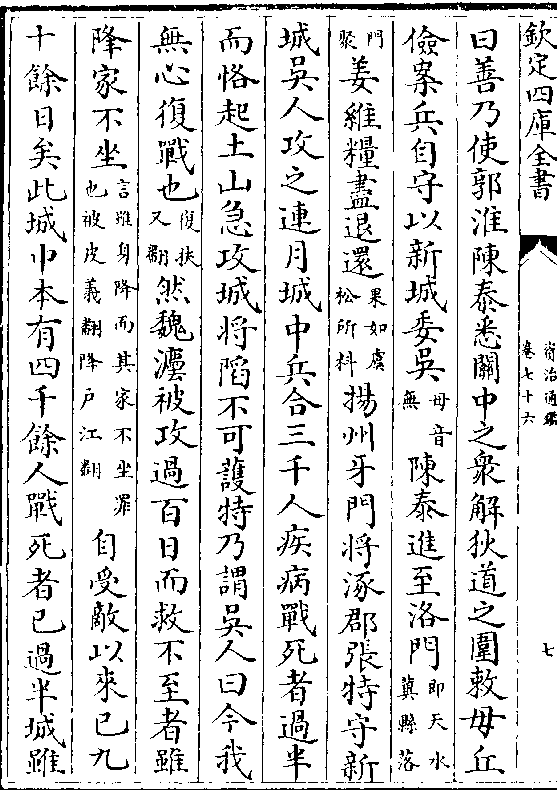 欽定四庫全書
資治通鑑
卷七十六
七
曰善乃使郭淮陳泰悉關中之衆解狄道之圍敕毋丘
儉案兵自守以新城委吳毋音
無陳泰進至洛門即天水
冀縣落
門
聚姜維糧盡退還果如虞
松所料揚州牙門將涿郡張特守新
城吳人攻之連月城中兵合三千人疾病戰死者過半
而恪起土山急攻城將陷不可護特乃謂吳人曰今我
無心復戰也復扶
又翻然魏灋被攻過百日而救不至者雖
降家不坐言雖身降而其家不坐罪
也被皮義翻降戶江翻自受敵以來已九
十餘日矣此城中本有四千餘人戰死者已過半城雖